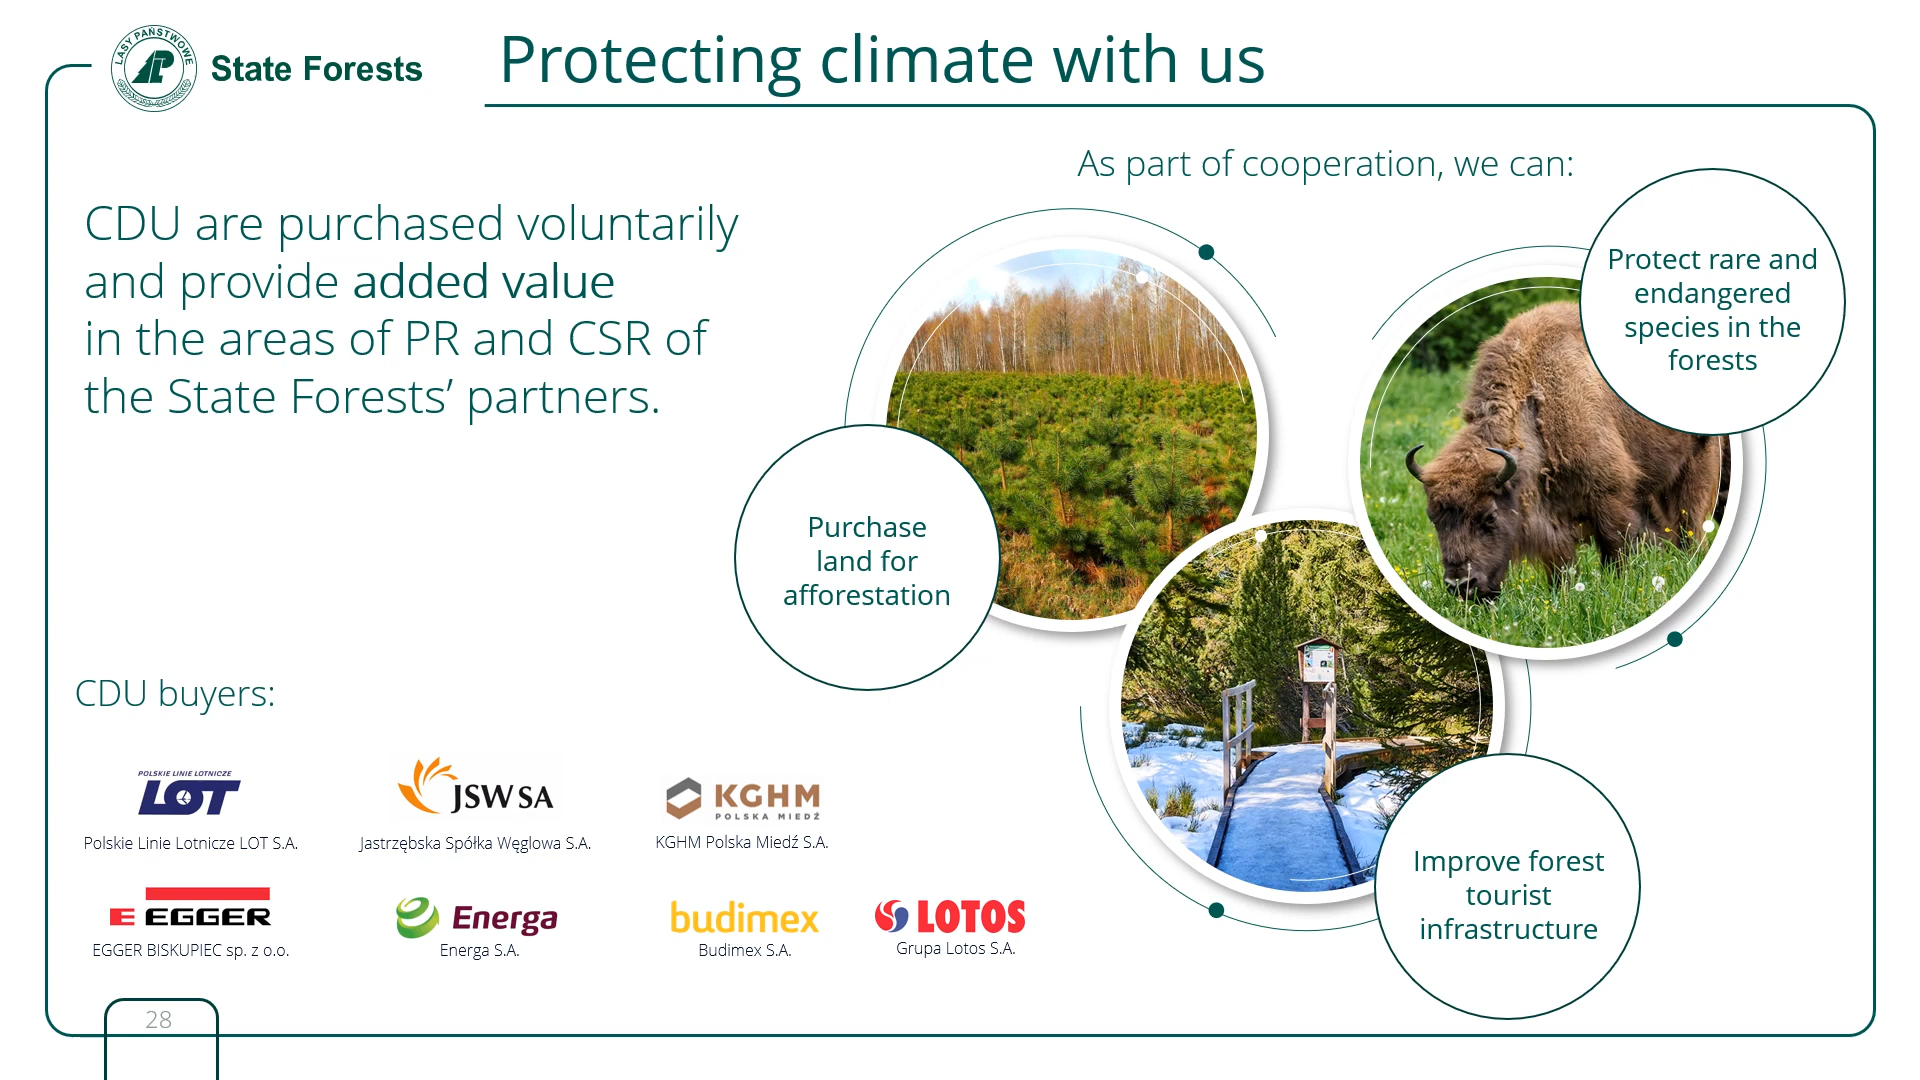 LASY PAŃSTWOWE
State Forests
Protecting climate with us
CDU are purchased voluntarily
and provide added value
in the areas of PR and CSR of
the State Forests’ partners.
As part of cooperation, we can:
Protect rare and
endangered
species in the
forests
Purchase
land for
afforestation
Improve forest
tourist
infrastructure
CDU buyers:
POLSKIE LINIE LOTNICZE
LOT
Polskie Linie Lotnicze LOT S.A.
JSW SA
Jastrzębska Spółka Węglowa S.A.
KGHM
POLSKA MIEDŹ
KGHM Polska Miedź S.A.
E EGGER
EGGER BISKUPIEC sp. z o.o.
Energa
Energa S.A.
budimex
Budimex S.A.
LOTOS
Grupa Lotos S.A.
28